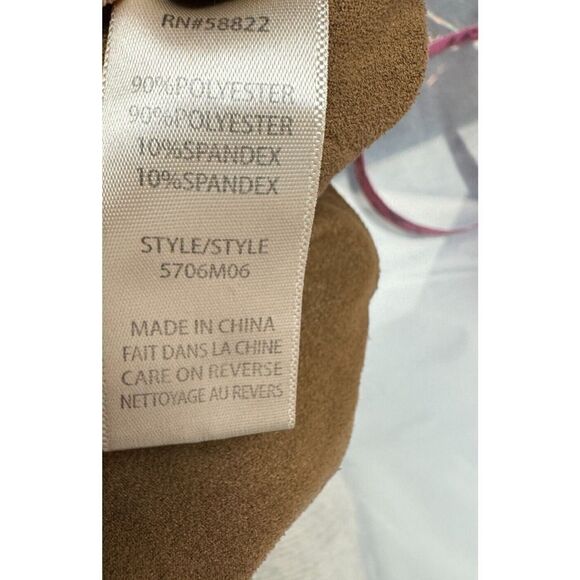 RN#58822
90%POLYESTER
90%POLYESTER
10%SPANDEX
10%SPANDEX
STYLE/STYLE
5706M06
MADE IN CHINA
FAIT DANS LA CHINE
CARE ON REVERSE
NETTOYAGE AU REVERS